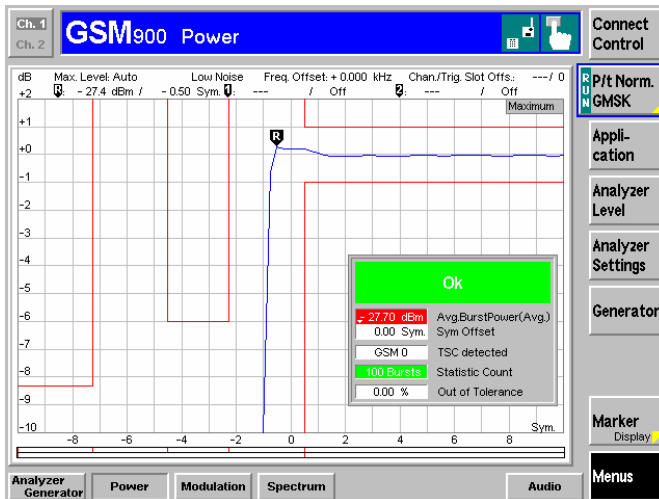 Ch. 1
Ch. 2
GSM900 Power
Connect
Control
dB Max. Level: Auto Low Noise Freq. Offset: + 0.000 kHz Chan./Trig. Slot Offs.: ---/ 0
+2 R: - 27.4 dBm / - 0.50 Sym. 1: --- / Off 2: --- / Off
Maximum
R
+1
+0
-1
-2
-3
-4
-5
-6
-7
-8
-9
-10
-8 -6 -4 -2 0 2 4 6 8
Sym.
Ok
- 27.70 dBm Avg.BurstPower(Avg.)
0.00 Sym. Sym Offset
GSM 0 TSC detected
100 Bursts Statistic Count
0.00 % Out of Tolerance
RUN
P/t Norm.
GMSK
Appli-
cation
Analyzer
Level
Analyzer
Settings
Generator
Marker
Display
Menus
Analyzer
Generator
Power
Modulation
Spectrum
Audio